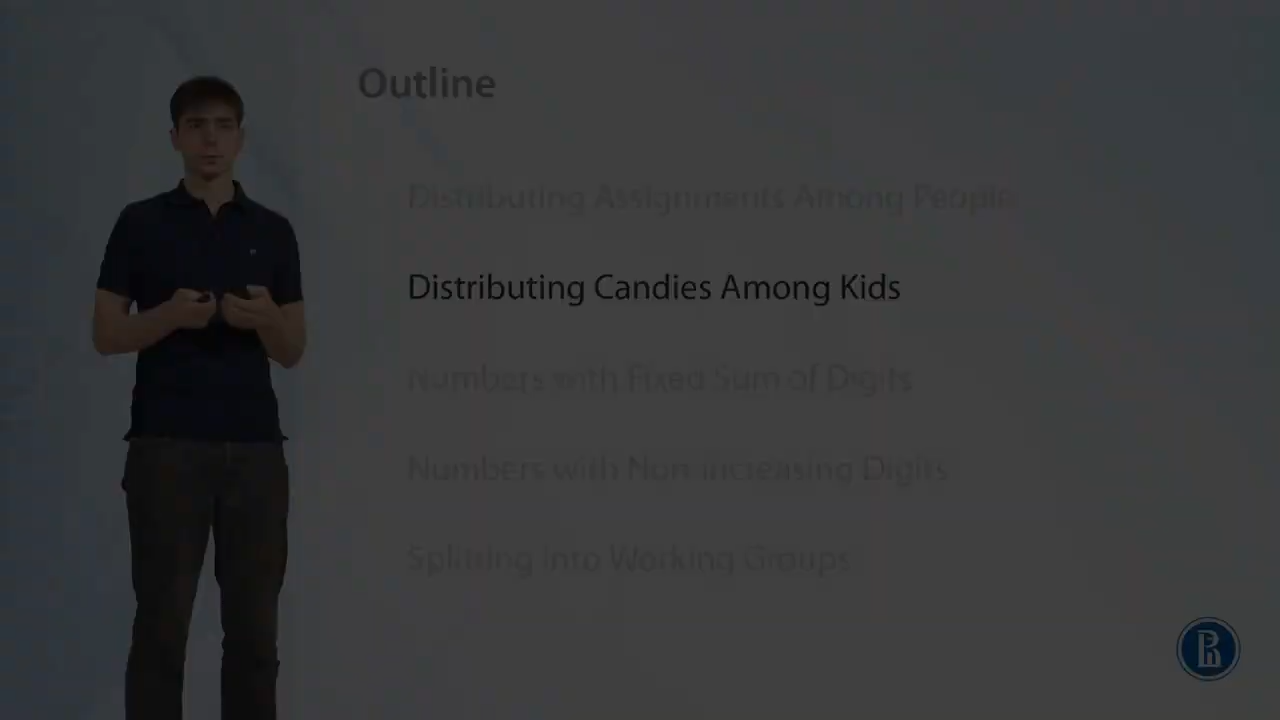 Outline
Distributing Assignments Among People
Distributing Candies Among Kids
Numbers with Fixed Sum of Digits
Numbers with Non-increasing Digits
Splitting into Working Groups